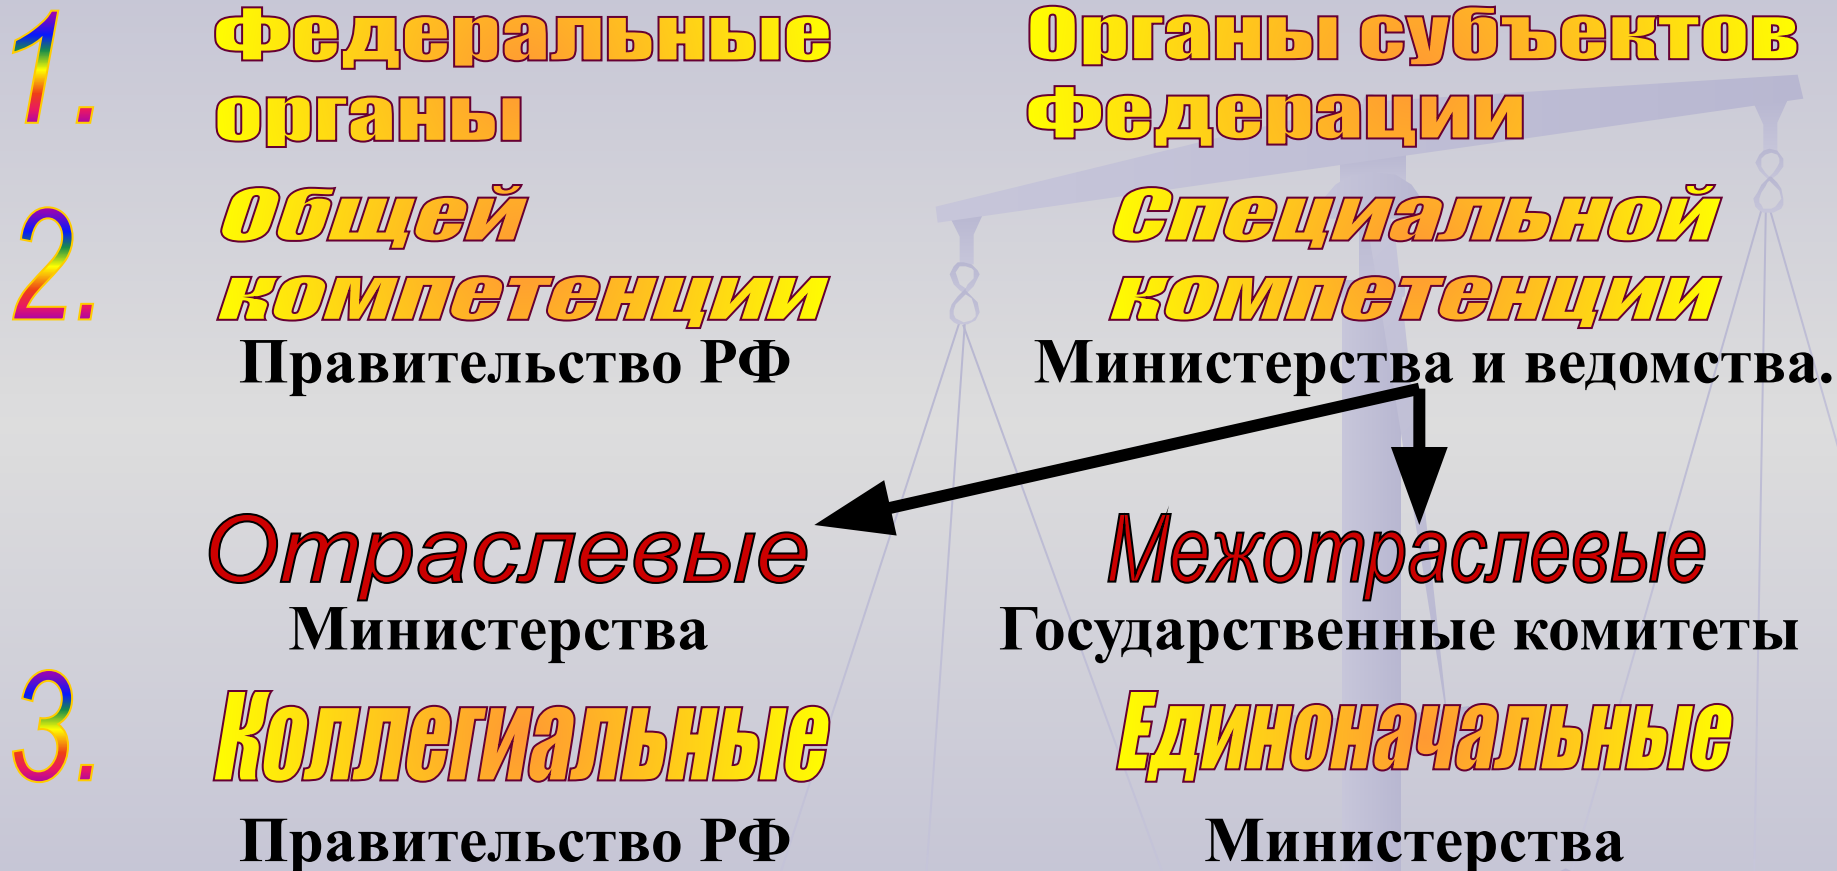 1.
Федеральные
органы
Органы субъектов
Федерации
2.
Общей
компетенции
Правительство РФ
Специальной
компетенции
Министерства и ведомства.
Отраслевые
Министерства
Межотраслевые
Государственные комитеты
3.
Коллегиальные
Правительство РФ
Единоначальные
Министерства